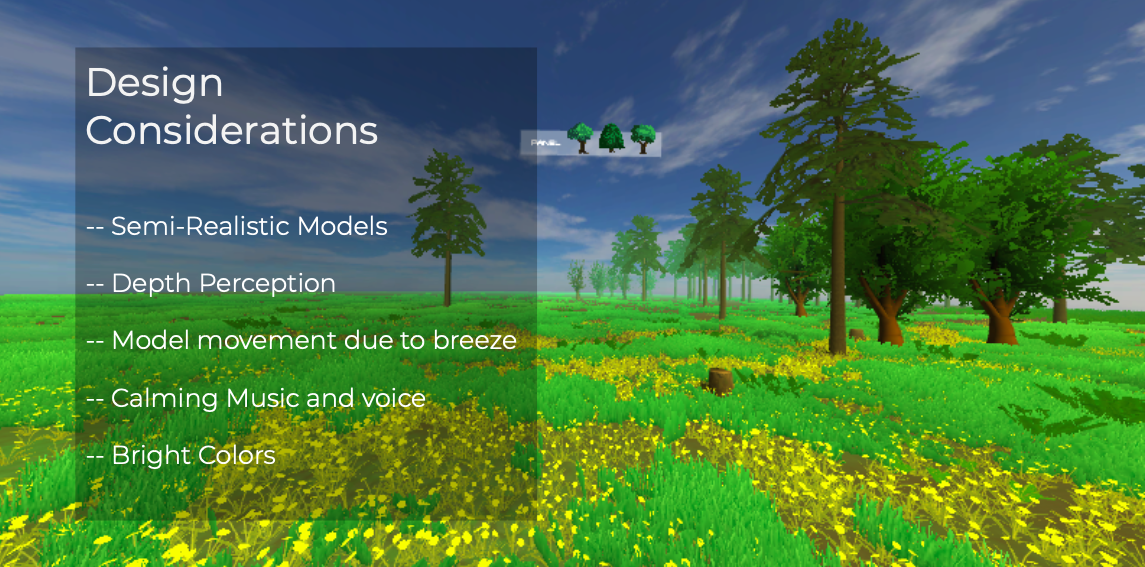 Design
Considerations
-- Semi-Realistic Models
-- Depth Perception
-- Model movement due to breeze
-- Calming Music and voice
-- Bright Colors